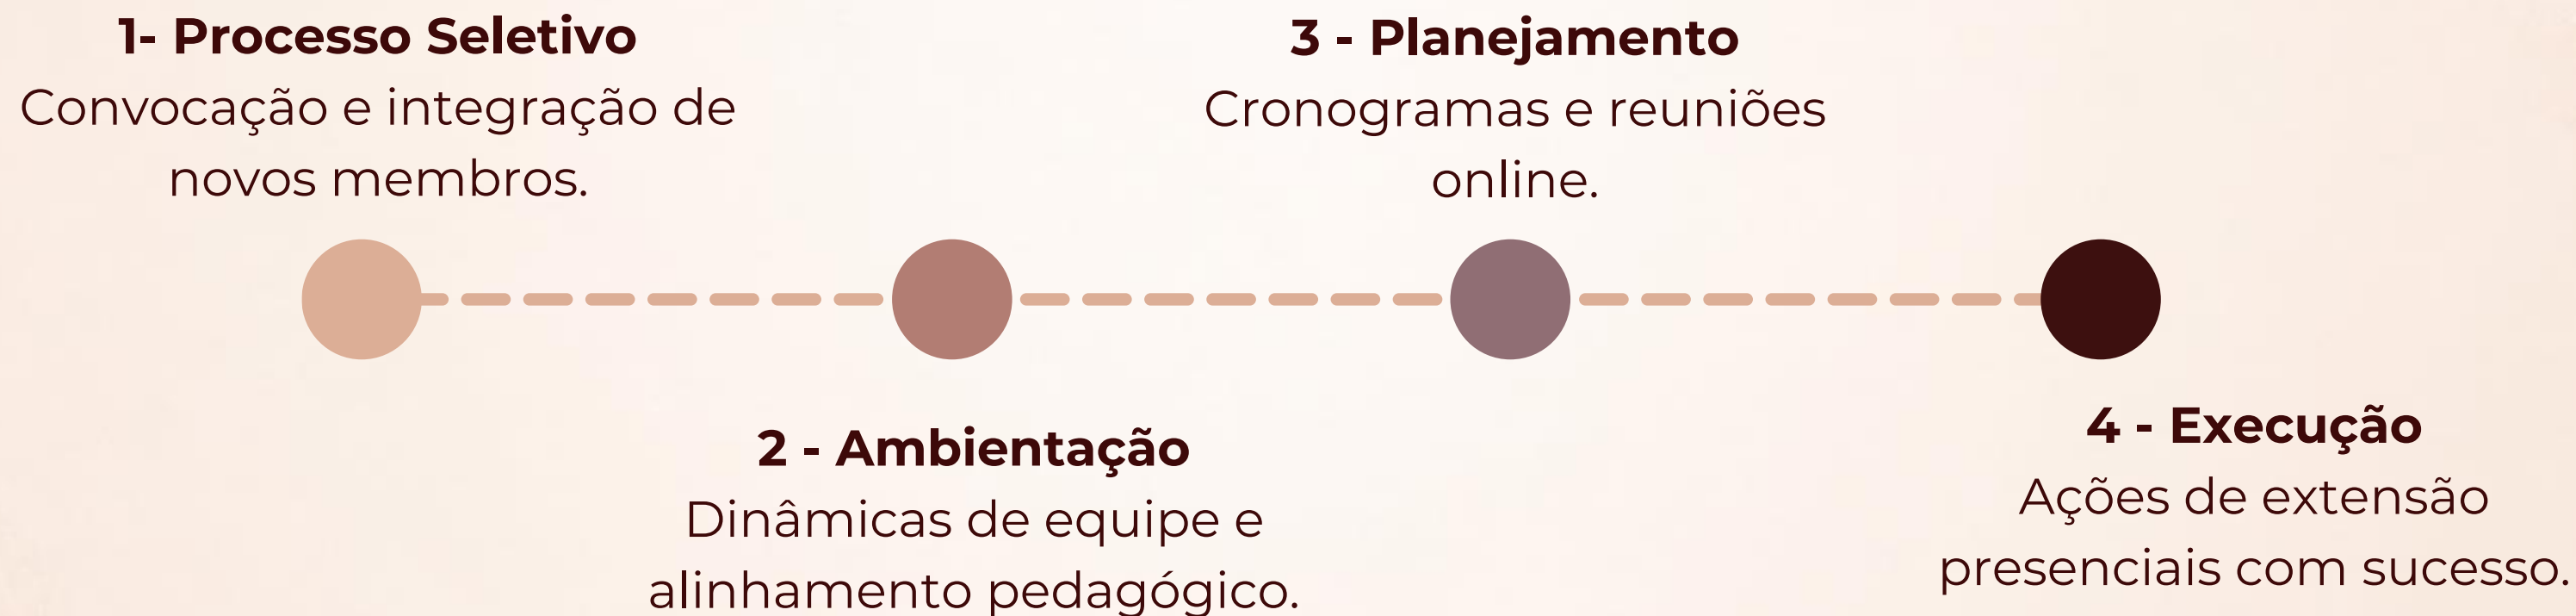 1- Processo Seletivo
Convocação e integração de
novos membros.
2 - Ambientação
Dinâmicas de equipe e
alinhamento pedagógico.
3 - Planejamento
Cronogramas e reuniões
online.
4 - Execução
Ações de extensão
presenciais com sucesso.